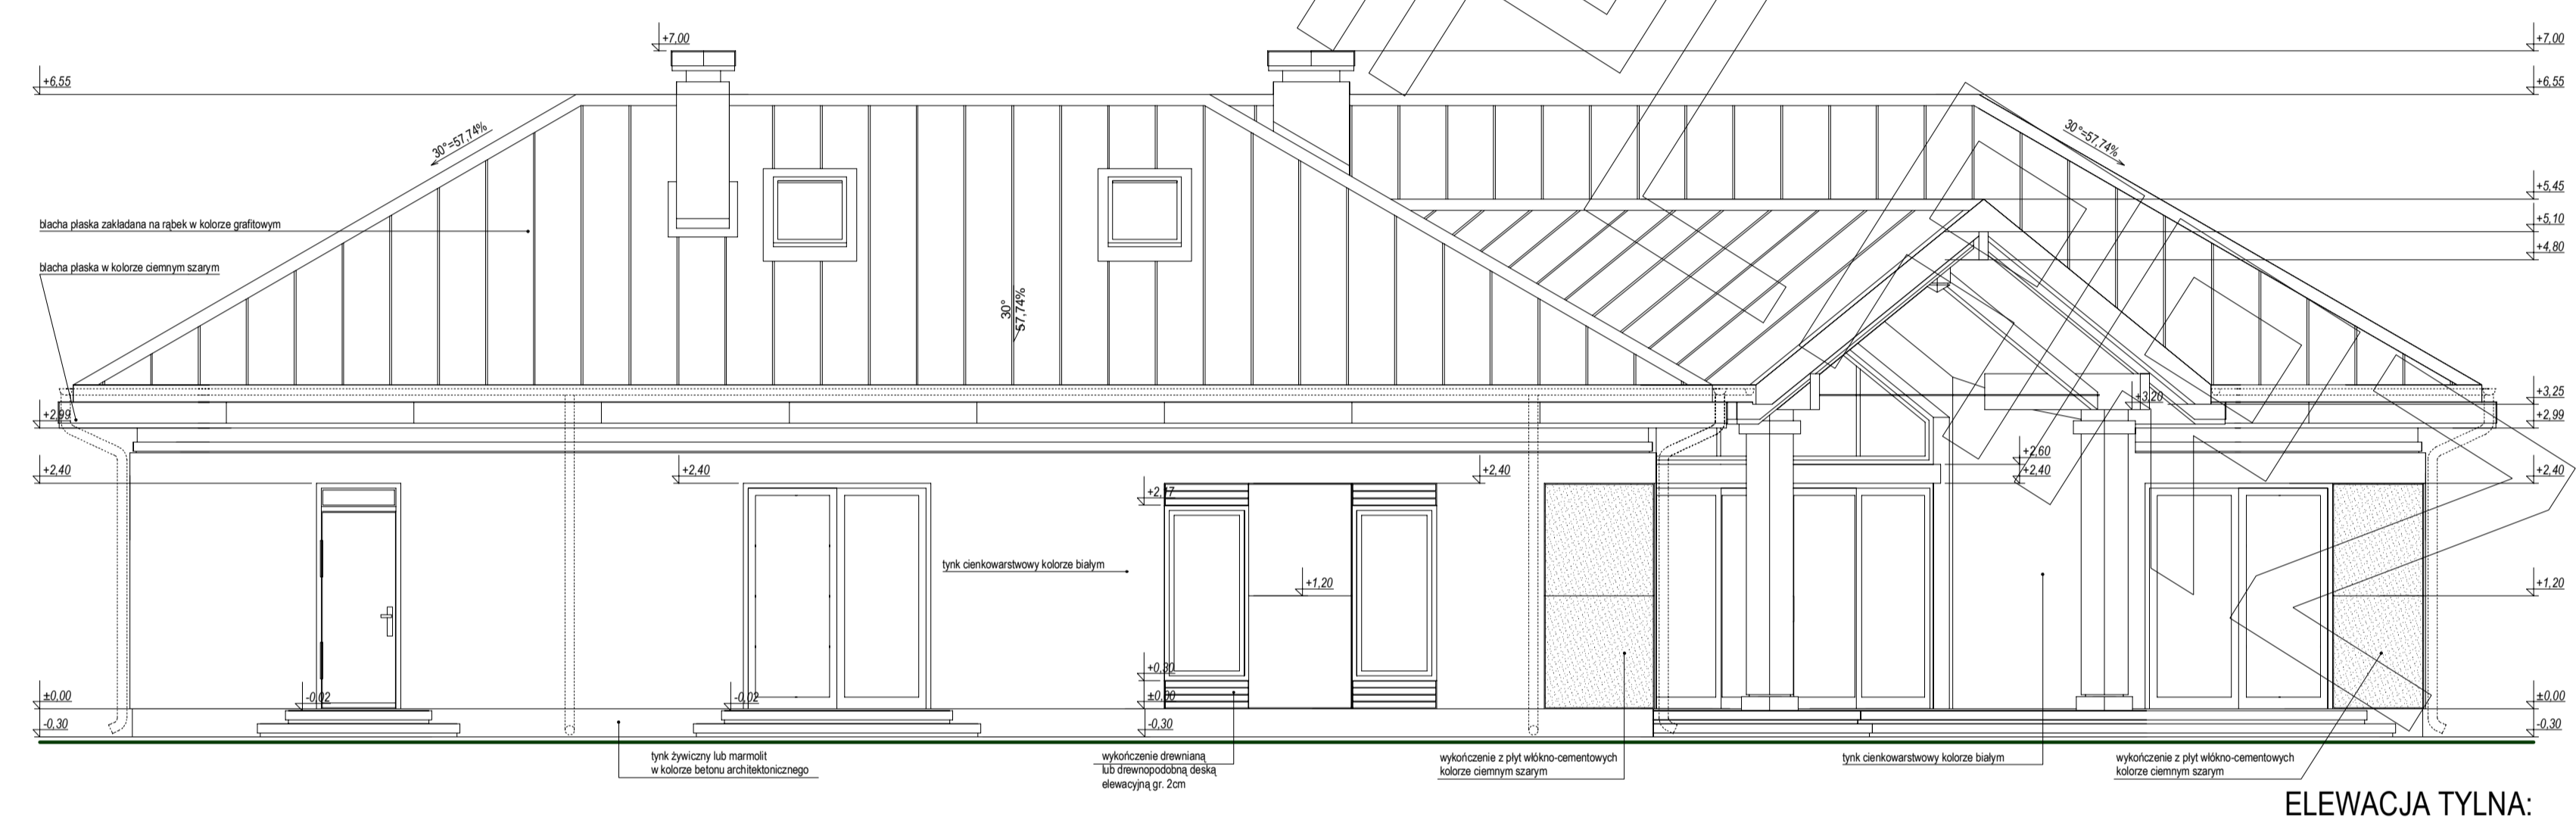 +7,00
+7,00
+6,55
+6,55
30°=57,74%
30°=57,74%
+5,45
+5,10
blacha płaska zakładana na rąbek w kolorze grafitowym
+4,80
blacha płaska w kolorze ciemnym szarym
30°
57,74%
+3,25
+3,20
+2,99
+2,99
+2,60
+2,40
+2,40
+2,40
+2,40
+2,40
tynk cienkowarstwowy kolorze białym
+1,20
+1,20
+0,30
±0,00
-0,02
-0,02
±0,00
±0,00
-0,30
-0,30
-0,30
tynk żywiczny lub marmolit
w kolorze betonu architektonicznego
wykończenie drewnianą
lub drewnopodobną deską
elewacyjną gr. 2cm
wykończenie z płyt włókno-cementowych
kolorze ciemnym szarym
tynk cienkowarstwowy kolorze białym
wykończenie z płyt włókno-cementowych
kolorze ciemnym szarym
ELEWACJA TYLNA: